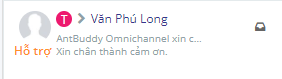 T Văn Phú Long
AntBuddy Omnichannel xin c...
Hỗ trợ Xin chân thành cảm ơn.